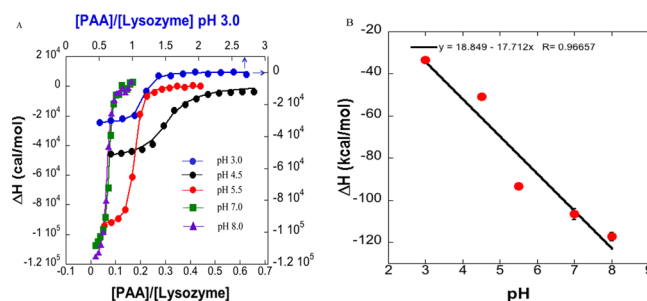 [PAA]/[Lysozyme] pH 3.0
A
0 0.5 1 1.5 2 2.5 3
2 10^4
0
-2 10^4
-4 10^4
-6 10^4
-8 10^4
-1 10^5
-1.2 10^5
ΔH (cal/mol)
0
-2 10^4
-4 10^4
-6 10^4
-8 10^4
-1 10^5
-1.2 10^5
pH 3.0
pH 4.5
pH 5.5
pH 7.0
pH 8.0
-0.1 0 0.1 0.2 0.3 0.4 0.5 0.6 0.7
[PAA]/[Lysozyme]
B
y = 18.849 - 17.712x R= 0.96657
-20
-40
-60
-80
-100
-120
ΔH (kcal/mol)
2 3 4 5 6 7 8 9
pH